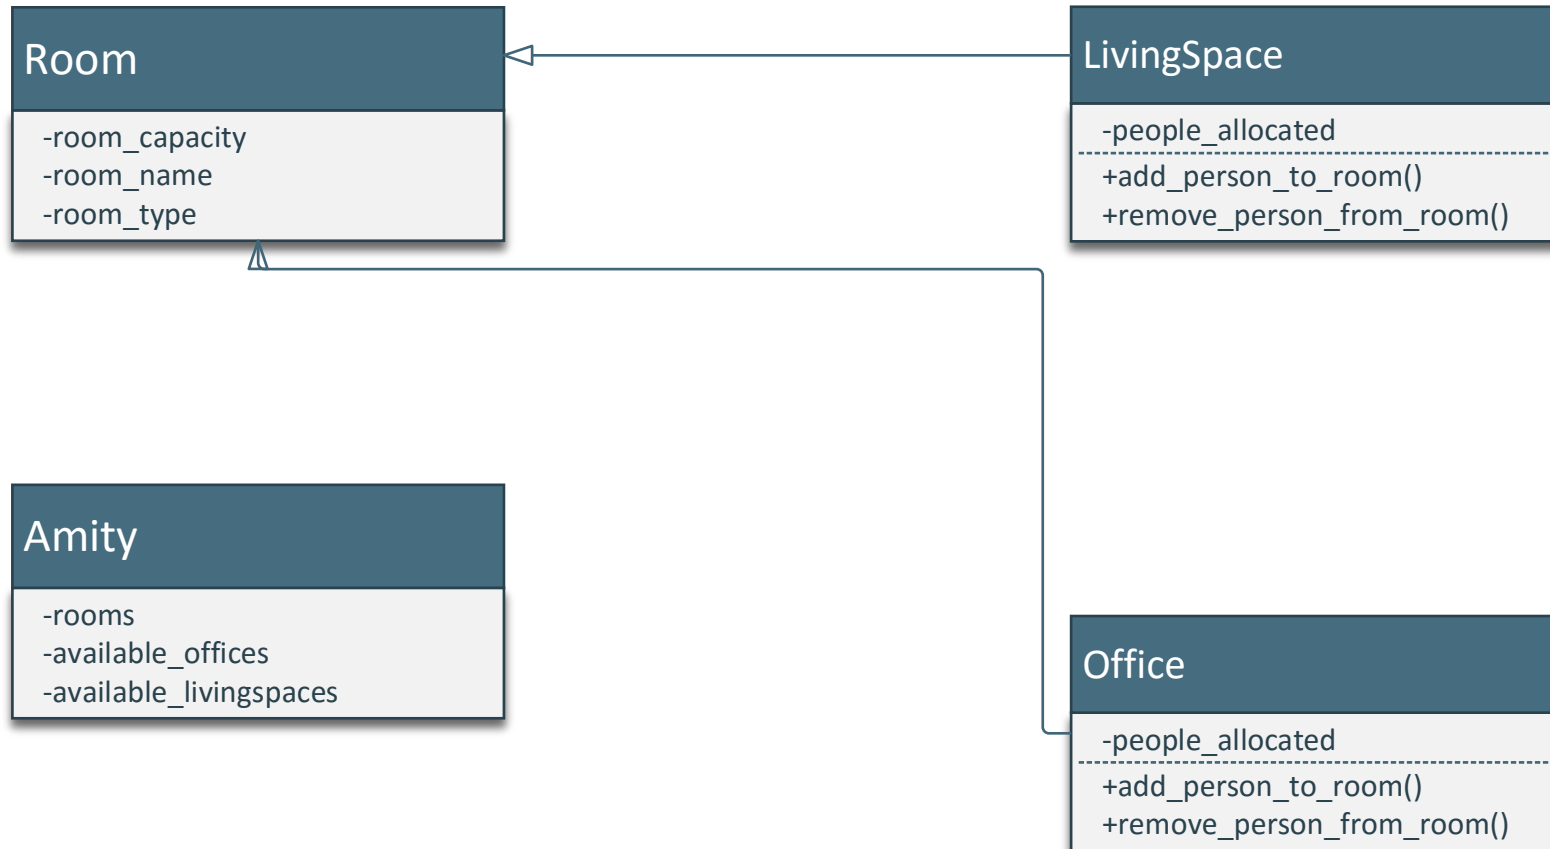 Room
-room_capacity
-room_name
-room_type
LivingSpace
-people_allocated
+add_person_to_room()
+remove_person_from_room()
Amity
-rooms
-available_offices
-available_livingspaces
Office
-people_allocated
+add_person_to_room()
+remove_person_from_room()